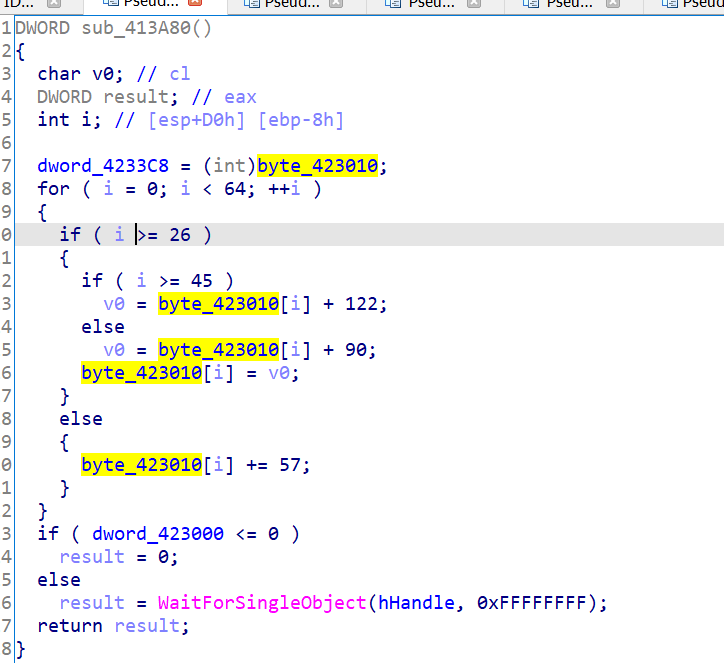 ID... Pseud... Pseud... Pseu... Pseu... Pseud
1 DWORD sub_413A80()
2 {
3   char v0; // cl
4   DWORD result; // eax
5   int i; // [esp+D0h] [ebp-8h]
6
7   dword_4233C8 = (int)byte_423010;
8   for ( i = 0; i < 64; ++i )
9   {
0     if ( i >= 26 )
1     {
2       if ( i >= 45 )
3         v0 = byte_423010[i] + 122;
4       else
5         v0 = byte_423010[i] + 90;
6       byte_423010[i] = v0;
7     }
8     else
9     {
0       byte_423010[i] += 57;
1     }
2   }
3   if ( dword_423000 <= 0 )
4     result = 0;
5   else
6     result = WaitForSingleObject(hHandle, 0xFFFFFFFF);
7   return result;
8 }